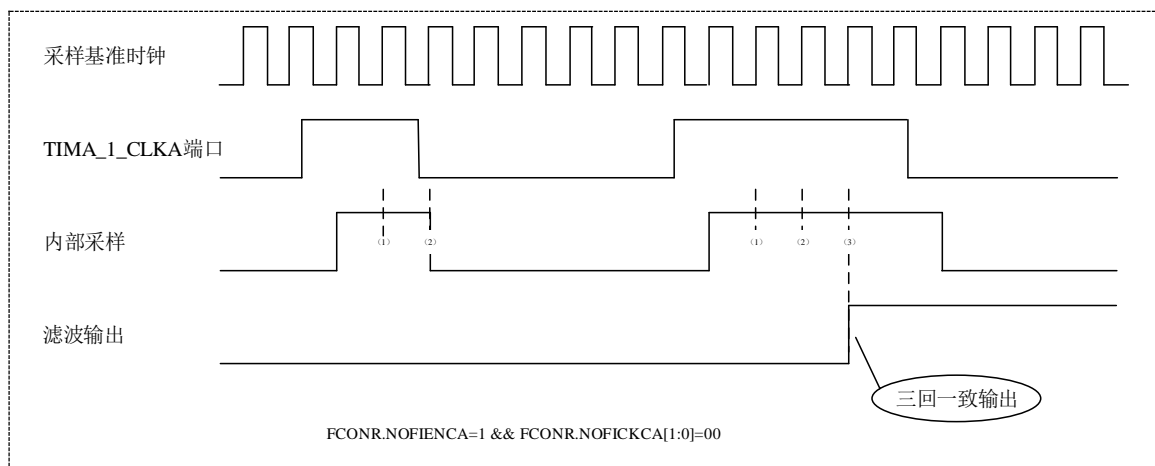 采样基准时钟
TIMA_1_CLKA端口
内部采样
(1) (2) (1) (2) (3)
滤波输出
三回一致输出
FCONR.NOFIENCA=1 && FCONR.NOFICKCA[1:0]=00